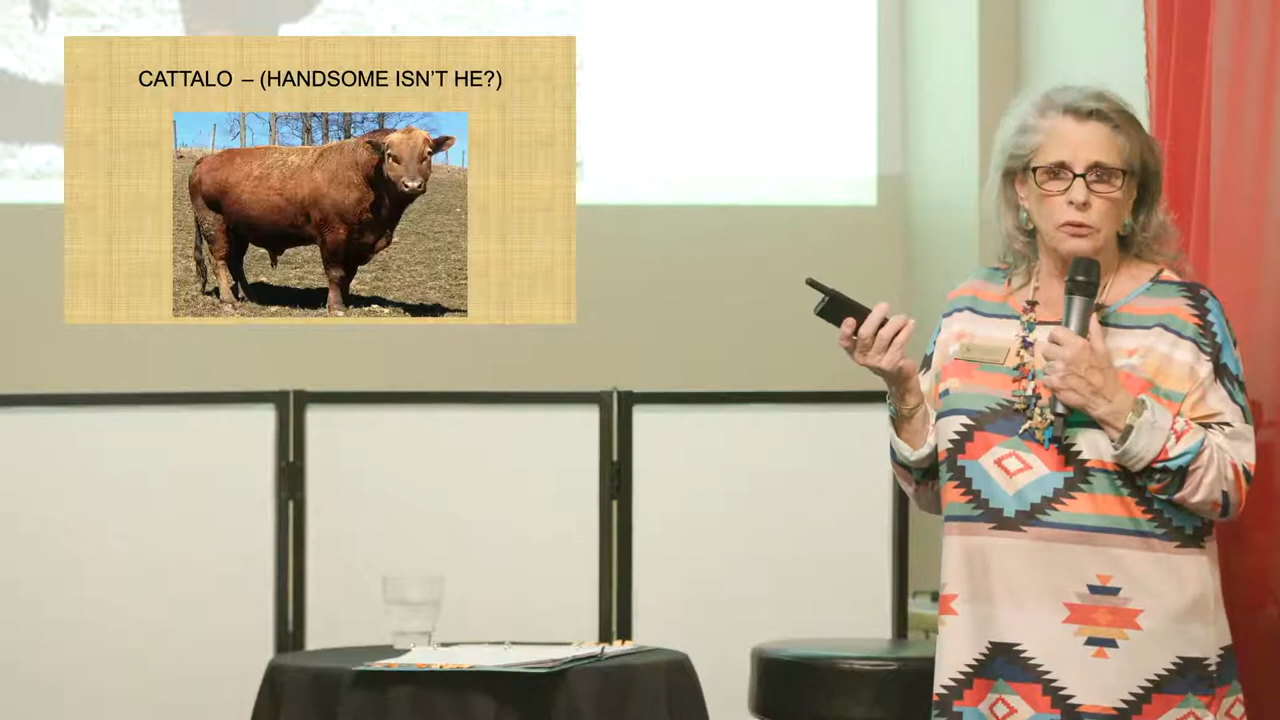 CATTALO – (HANDSOME ISN'T HE?)